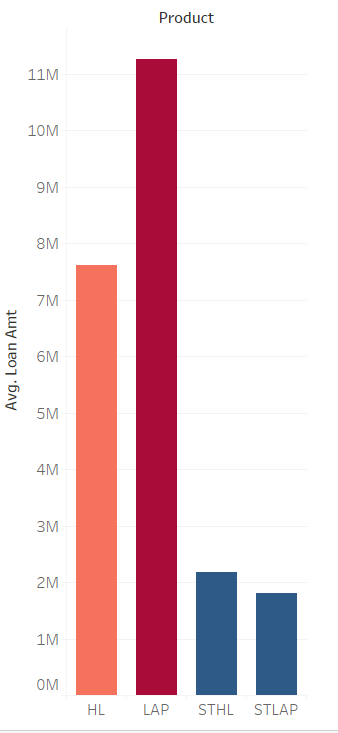 Product
11M
10M
9M
8M
7M
6M
5M
4M
3M
2M
1M
0M
Avg. Loan Amt
HL LAP STHL STLAP